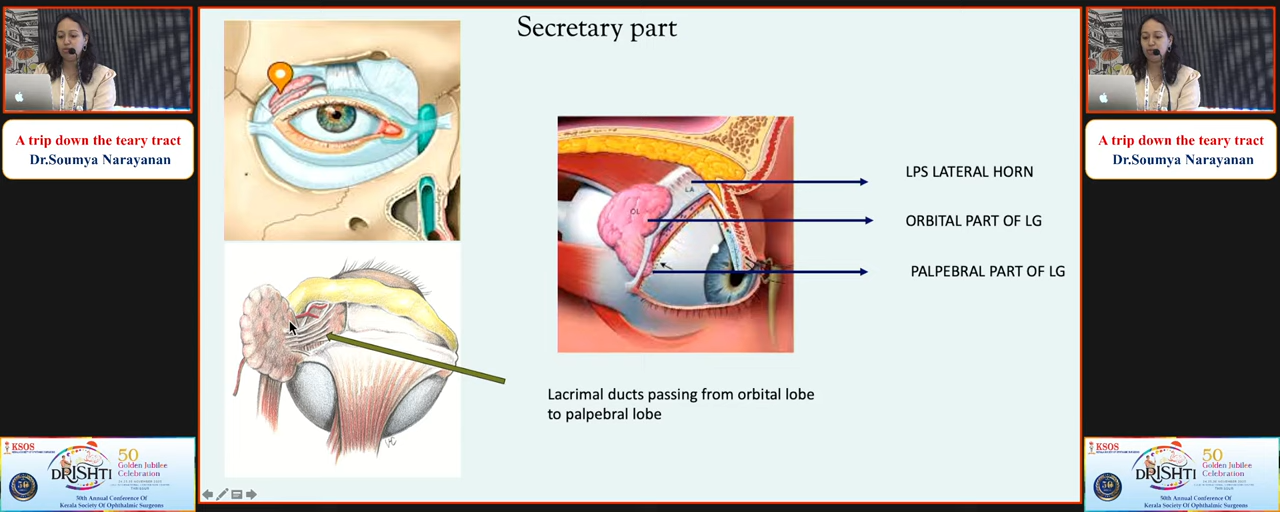 Secretary part
A trip down the teary tract
Dr.Soumya Narayanan
LA
OL
LPS LATERAL HORN
ORBITAL PART OF LG
PALPEBRAL PART OF LG
Lacrimal ducts passing from orbital lobe
to palpebral lobe
KSOS
50
Golden Jubilee
Celebration
DRISHTI
50th Annual Conference Of
Kerala Society Of Ophthalmic Surgeons
A trip down the teary tract
Dr.Soumya Narayanan
KSOS
50
Golden Jubilee
Celebration
DRISHTI
50th Annual Conference Of
Kerala Society Of Ophthalmic Surgeons